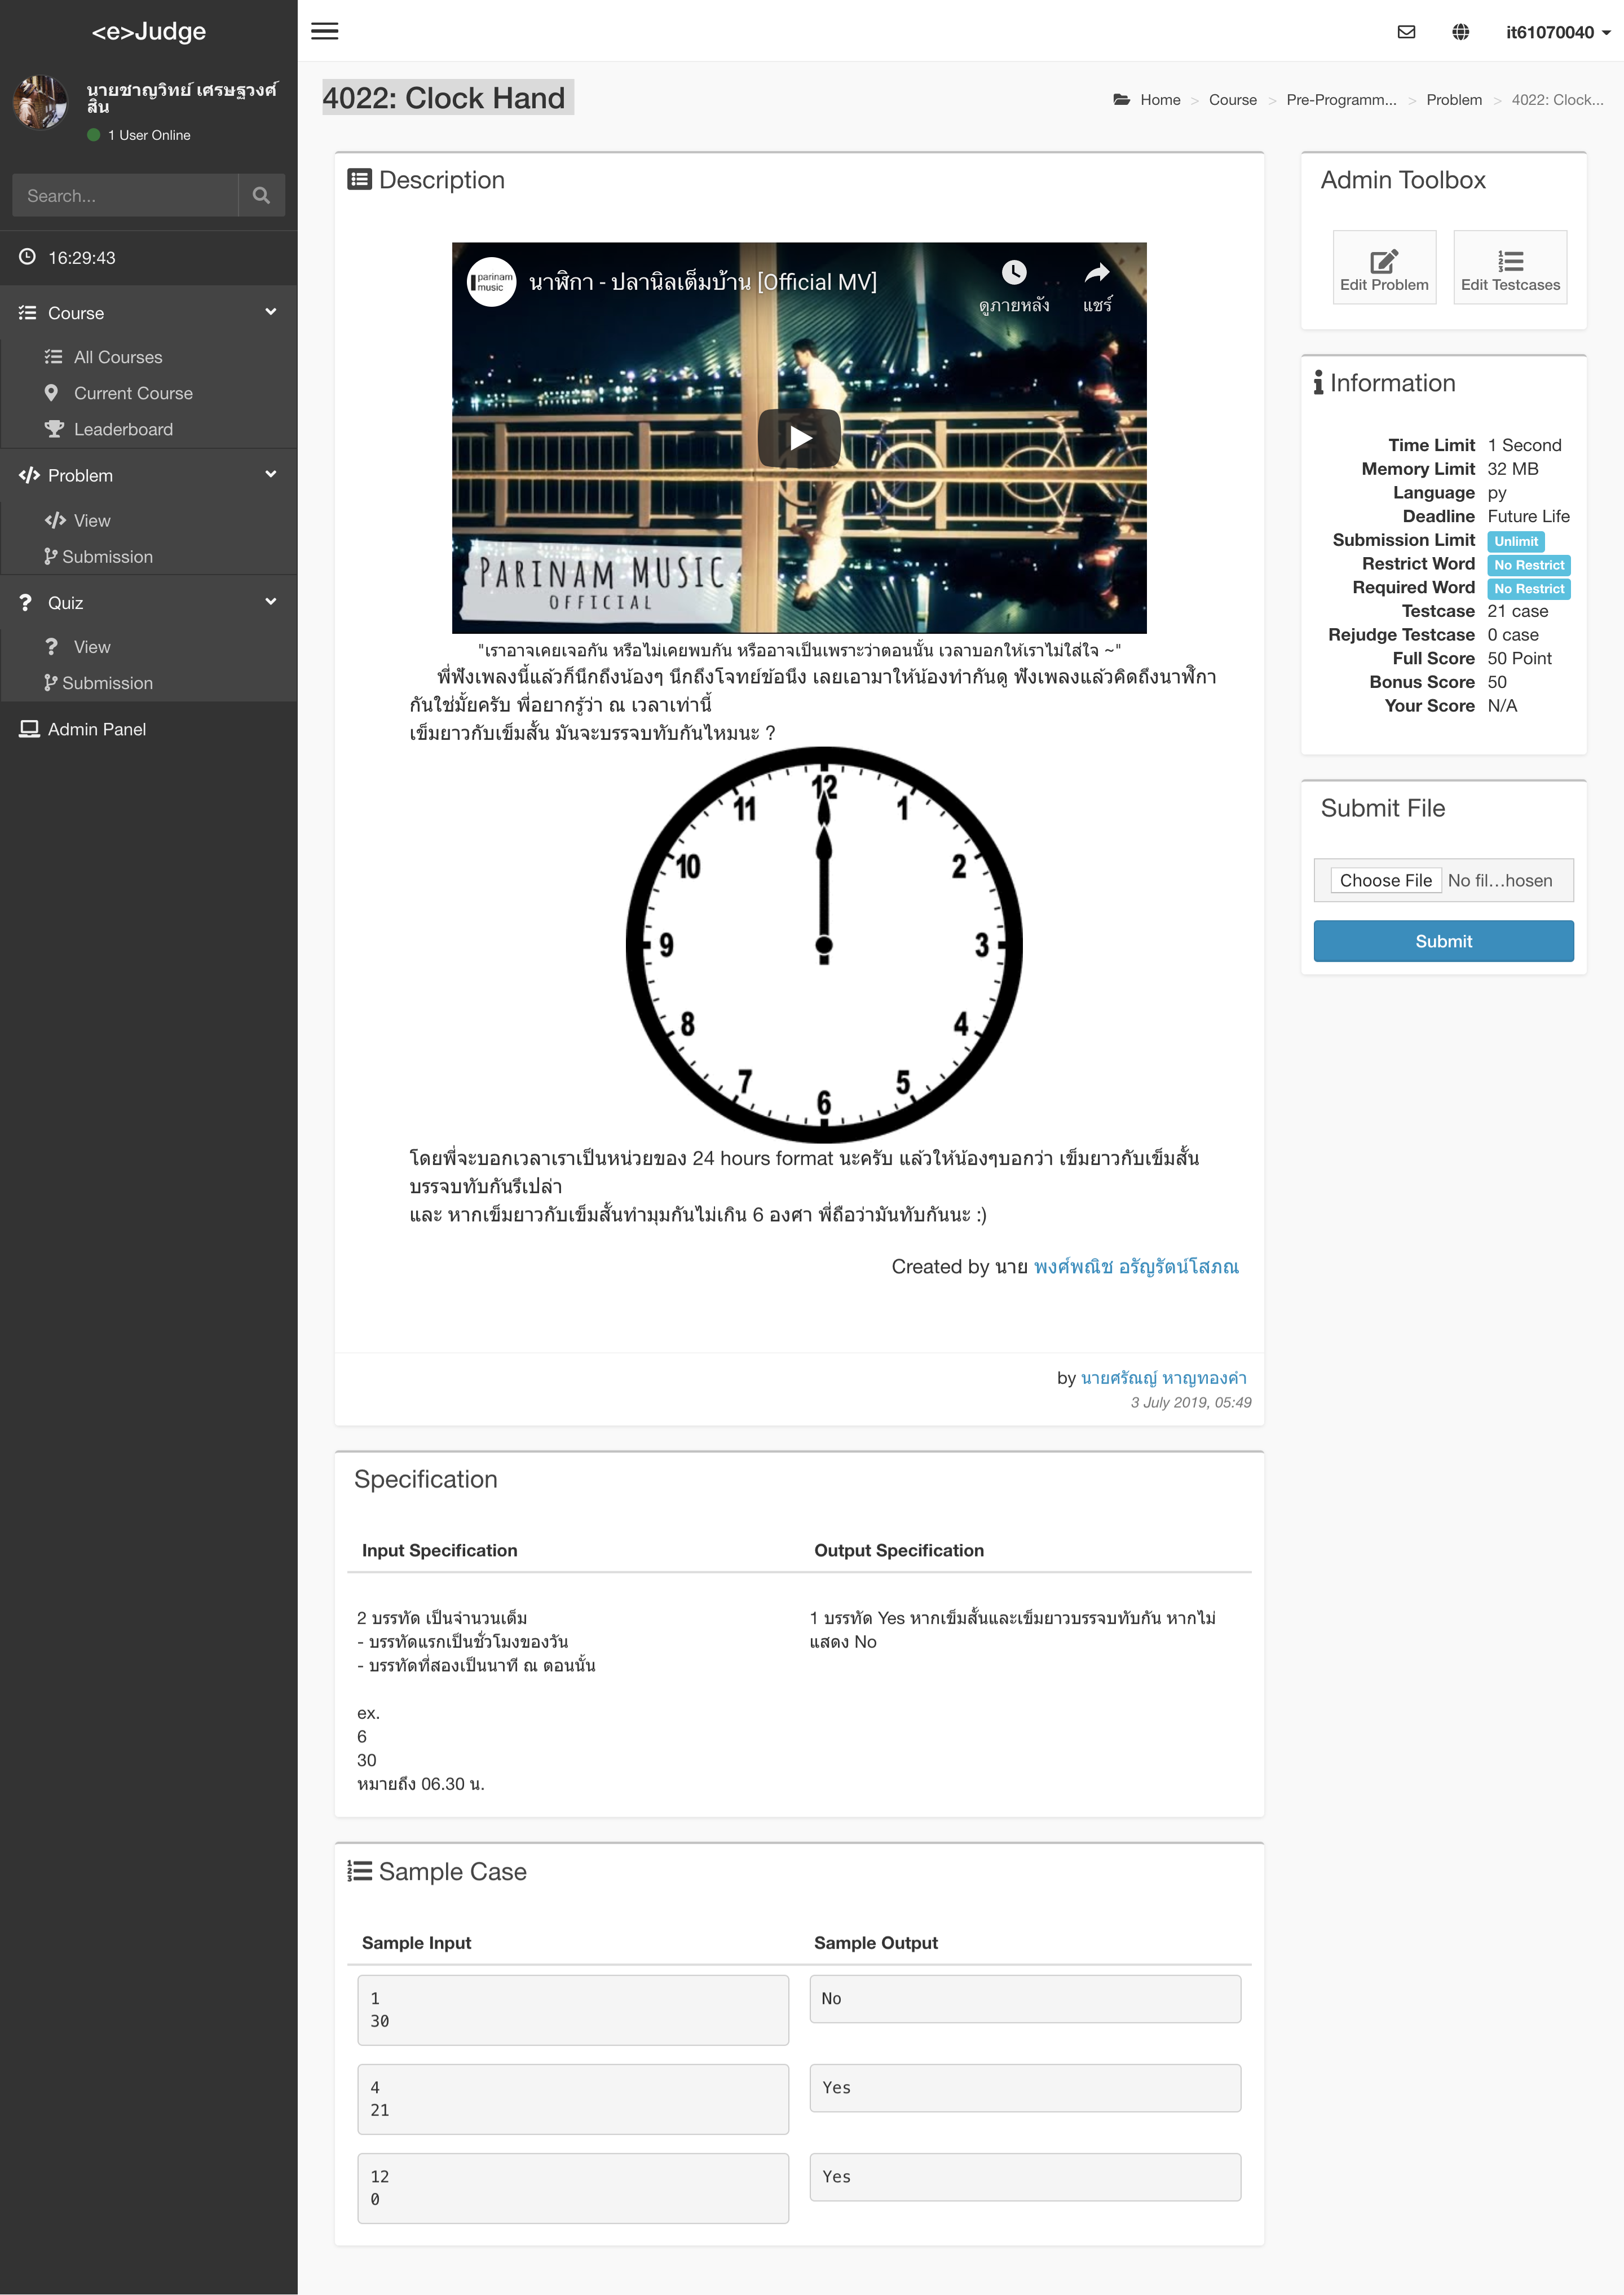 <e>Judge
it61070040
นายชาญวิทย์ เศรษฐวงศ์
สิน
1 User Online
Search...
16:29:43
Course
All Courses
Current Course
Leaderboard
Problem
View
Submission
Quiz
View
Submission
Admin Panel
4022: Clock Hand
Home > Course > Pre-Programm... > Problem > 4022: Clock...
Description
parinam
music
นาฬิกา - ปลานิลเต็มบ้าน [Official MV]
ดูภายหลัง
แชร์
PARINAM MUSIC
OFFICIAL
"เราอาจเคยเจอกัน หรือไม่เคยพบกัน หรืออาจเป็นเพราะว่าตอนนั้น เวลาบอกให้เราไม่ใส่ใจ ~"
พี่ฟังเพลงนี้แล้วก็นึกถึงน้องๆ นึกถึงโจทย์ข้อนึง เลยเอามาให้น้องทำกันดู ฟังเพลงแล้วคิดถึงนาฬิกา
กันใช่มั้ยครับ พี่อยากรู้ว่า ณ เวลาเท่านี้
เข็มยาวกับเข็มสั้น มันจะบรรจบทับกันไหมนะ ?
12
1
2
3
4
5
6
7
8
9
10
11
โดยพี่จะบอกเวลาเราเป็นหน่วยของ 24 hours format นะครับ แล้วให้น้องๆบอกว่า เข็มยาวกับเข็มสั้น
บรรจบทับกันรึเปล่า
และ หากเข็มยาวกับเข็มสั้นทำมุมกันไม่เกิน 6 องศา พี่ถือว่ามันทับกันนะ :)
Created by นาย พงศ์พณิช อรัญรัตน์โสภณ
by นายศรัณญ์ หาญทองคำ
3 July 2019, 05:49
Specification
Input Specification
Output Specification
2 บรรทัด เป็นจำนวนเต็ม
- บรรทัดแรกเป็นชั่วโมงของวัน
- บรรทัดที่สองเป็นนาที ณ ตอนนั้น
ex.
6
30
หมายถึง 06.30 น.
1 บรรทัด Yes หากเข็มสั้นและเข็มยาวบรรจบทับกัน หากไม่
แสดง No
Sample Case
Sample Input
Sample Output
1
30
No
4
21
Yes
12
0
Yes
Admin Toolbox
Edit Problem
Edit Testcases
Information
Time Limit 1 Second
Memory Limit 32 MB
Language py
Deadline Future Life
Submission Limit Unlimit
Restrict Word No Restrict
Required Word No Restrict
Testcase 21 case
Rejudge Testcase 0 case
Full Score 50 Point
Bonus Score 50
Your Score N/A
Submit File
Choose File No fil...hosen
Submit